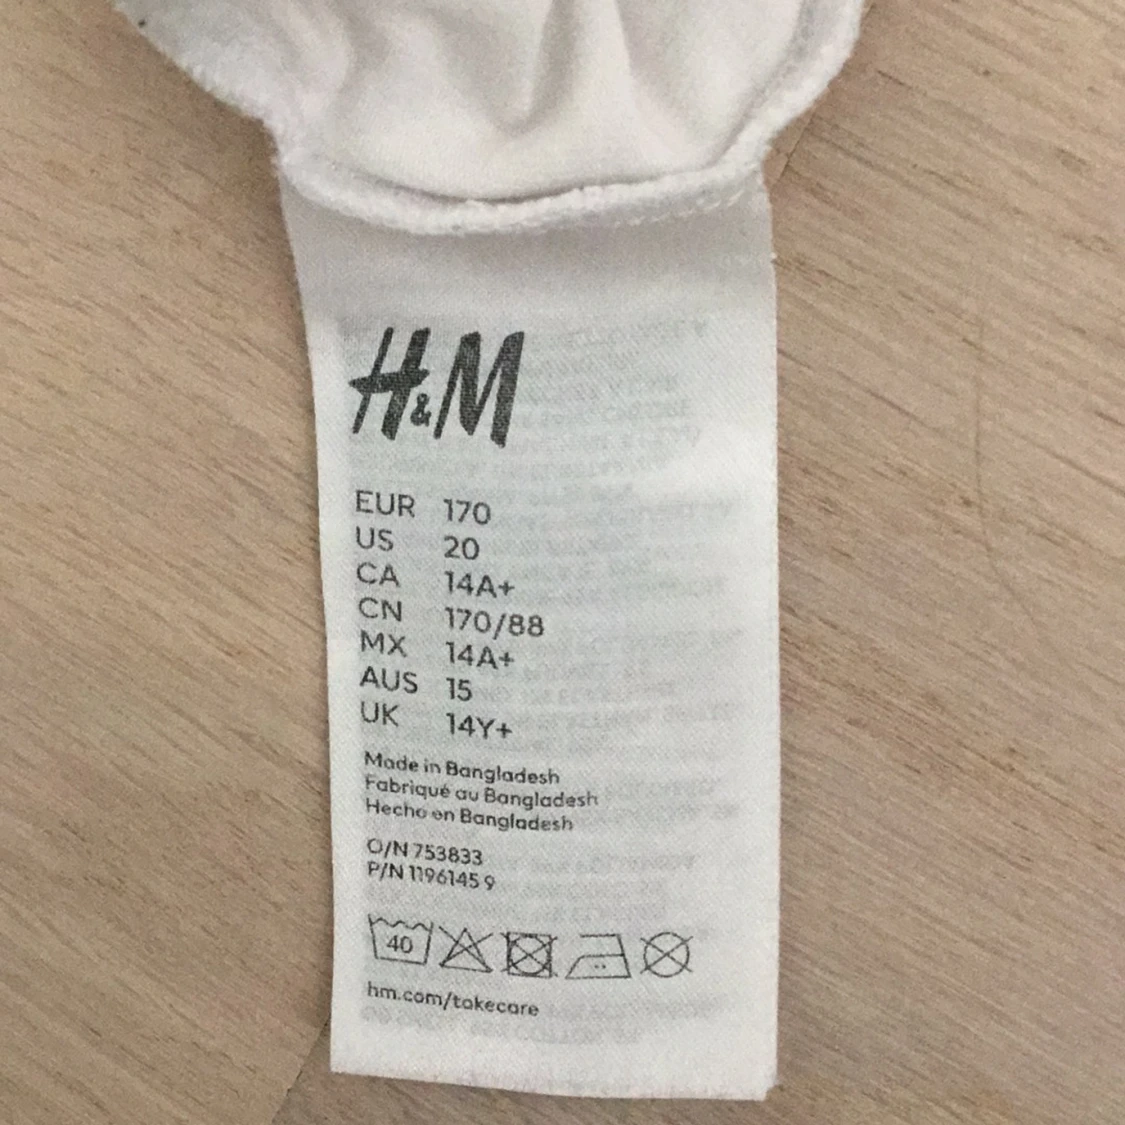 H&M
EUR 170
US 20
CA 14A+
CN 170/88
MX 14A+
AUS 15
UK 14Y+
Made in Bangladesh
Fabriqué au Bangladesh
Hecho en Bangladesh
O/N 753833
P/N 1196145 9
40
hm.com/takecare